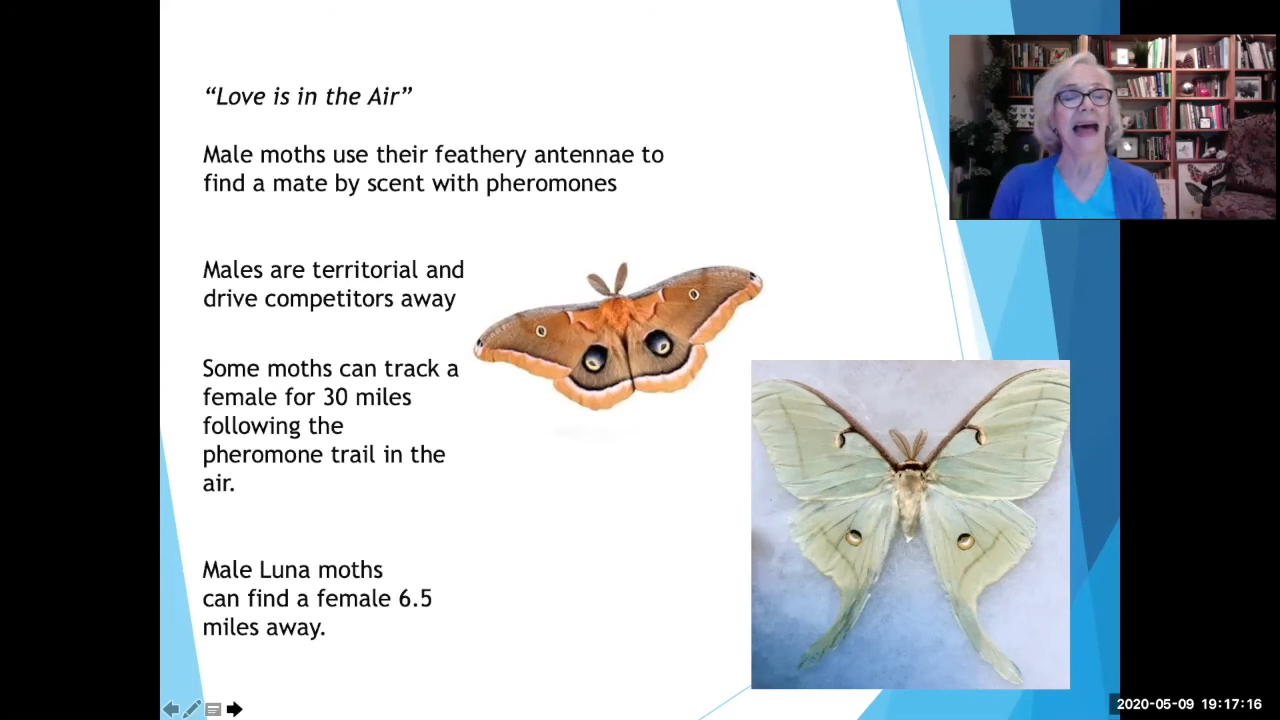 “Love is in the Air”
Male moths use their feathery antennae to
find a mate by scent with pheromones
Males are territorial and
drive competitors away
Some moths can track a
female for 30 miles
following the
pheromone trail in the
air.
Male Luna moths
can find a female 6.5
miles away.
2020-05-09 19:17:16